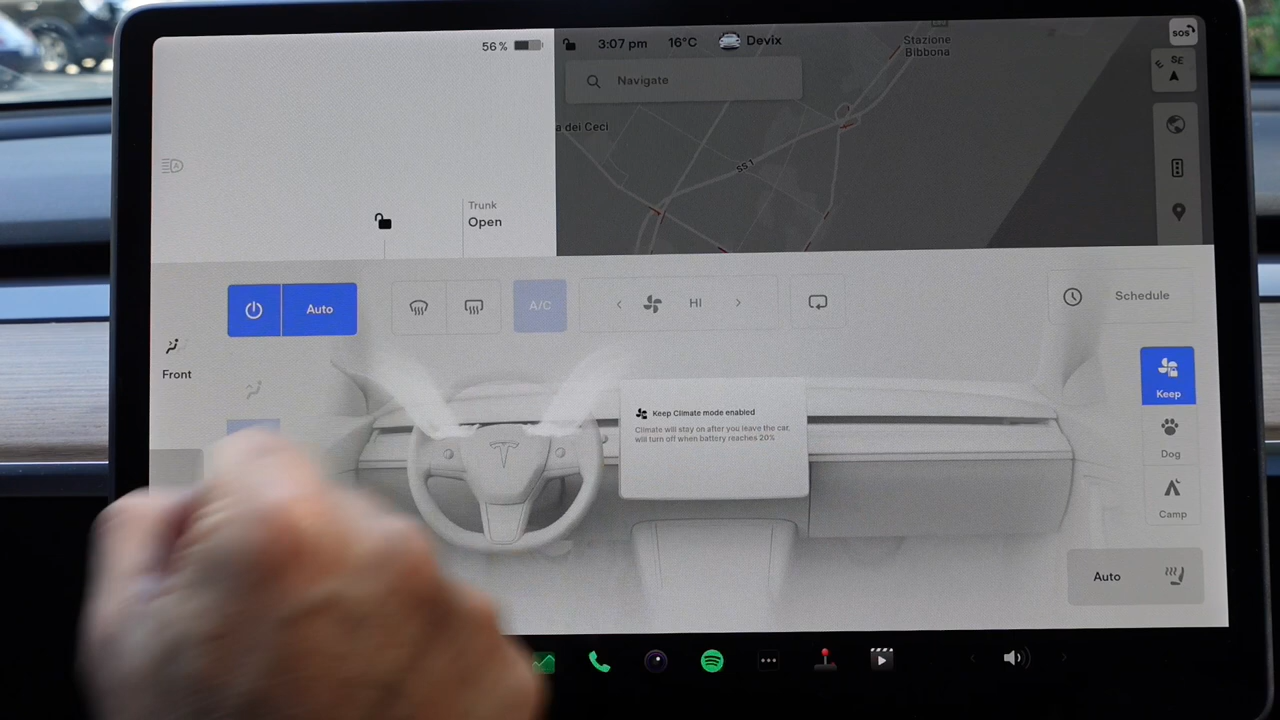 56 %
3:07 pm
16°C
Devix
Stazione
Bibbona
SOS
Navigate
E
SE
a dei Ceci
SS 1
Trunk
Open
Auto
A/C
HI
Schedule
Front
Keep
Keep Climate mode enabled
Climate will stay on after you leave the car,
will turn off when battery reaches 20%
Dog
Camp
Auto